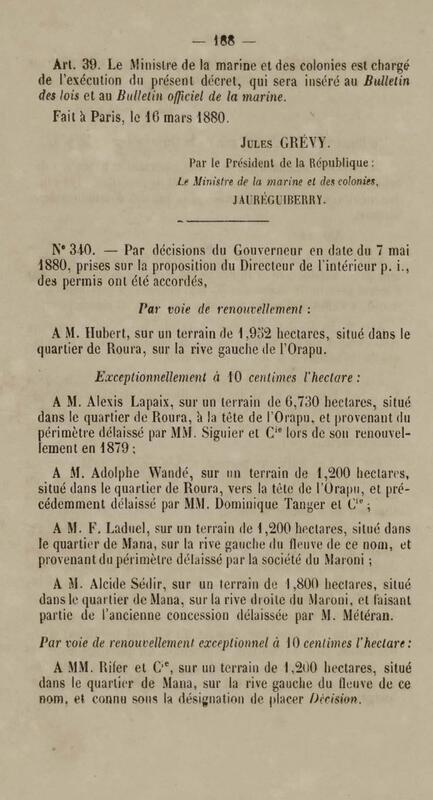 — 188 —
Art. 39. Le Ministre de la marine et des colonies est chargé
de l'exécution du présent décret, qui sera inséré au Bulletin
des lois et au Bulletin officiel de la marine.
Fait à Paris, le 16 mars 1880.
Jules GRÉVY.
Par le Président de la République :
Le Ministre de la marine et des colonies,
JAURÉGUIBERRY.
N° 340. — Par décisions du Gouverneur en date du 7 mai
1880, prises sur la proposition du Directeur de l'intérieur p. i.,
des permis ont été accordés,
Par voie de renouvellement :
A M. Hubert, sur un terrain de 1,952 hectares, situé dans le
quartier de Roura, sur la rive gauche de l'Orapu.
Exceptionnellement à 10 centimes l'hectare :
A M. Alexis Lapaix, sur un terrain de 6,730 hectares, situé
dans le quartier de Roura, à la tête de l'Orapu, et provenant du
périmètre délaissé par MM. Siguier et Cie lors de son renouvel-
lement en 1879 ;
A M. Adolphe Wandé, sur un terrain de 1,200 hectares,
situé dans le quartier de Roura, vers la tête de l'Orapu, et pré-
cédemment délaissé par MM. Dominique Tanger et Cie ;
A M. F. Laduel, sur un terrain de 1,200 hectares, situé dans
le quartier de Mana, sur la rive gauche du fleuve de ce nom, et
provenant du périmètre délaissé par la société du Maroni ;
A M. Alcide Sédir, sur un terrain de 1,800 hectares, situé
dans le quartier de Mana, sur la rive droite du Maroni, et faisant
partie de l'ancienne concession délaissée par M. Météran.
Par voie de renouvellement exceptionnel à 10 centimes l'hectare :
A MM. Rifer et Cie, sur un terrain de 1,200 hectares, situé
dans le quartier de Mana, sur la rive gauche du fleuve de ce
nom, et connu sous la désignation de placer Décision.